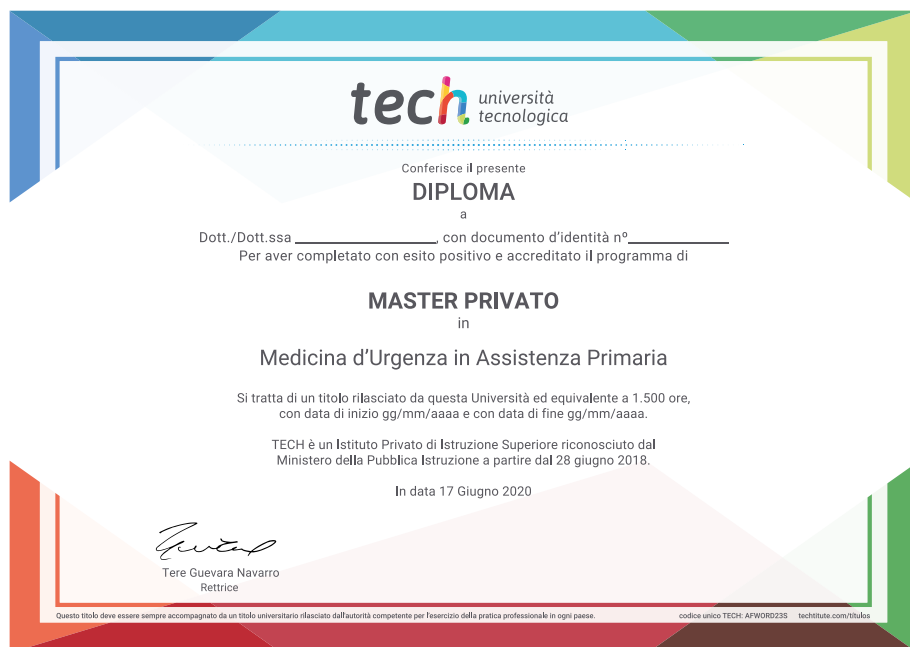 tech università
tecnologica
Conferisce il presente
DIPLOMA
a
Dott./Dott.ssa ________________, con documento d'identità nº____________
Per aver completato con esito positivo e accreditato il programma di
MASTER PRIVATO
in
Medicina d'Urgenza in Assistenza Primaria
Si tratta di un titolo rilasciato da questa Università ed equivalente a 1.500 ore,
con data di inizio gg/mm/aaaa e con data di fine gg/mm/aaaa.
TECH è un Istituto Privato di Istruzione Superiore riconosciuto dal
Ministero della Pubblica Istruzione a partire dal 28 giugno 2018.
In data 17 Giugno 2020
Tere Guevara Navarro
Rettrice
Questo titolo deve essere sempre accompagnato da un titolo universitario rilasciato dall'autorità competente per l'esercizio della pratica professionale in ogni paese. codice unico TECH: AFWORD23S techtitute.com/titulos